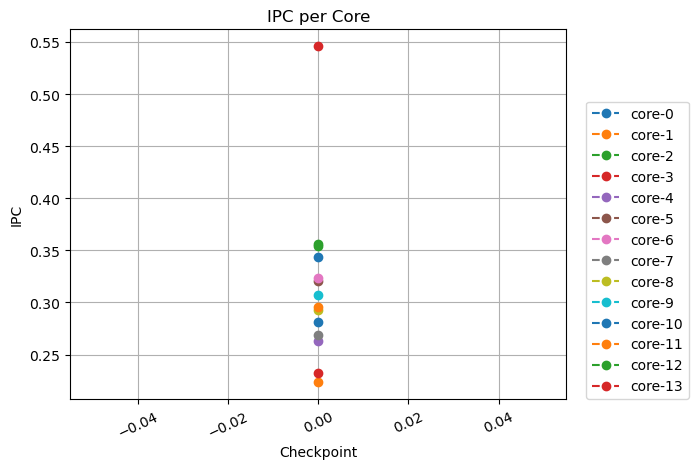 IPC per Core
0.55
0.50
0.45
0.40
0.35
0.30
0.25
IPC
−0.04
−0.02
0.00
0.02
0.04
Checkpoint
core-0
core-1
core-2
core-3
core-4
core-5
core-6
core-7
core-8
core-9
core-10
core-11
core-12
core-13